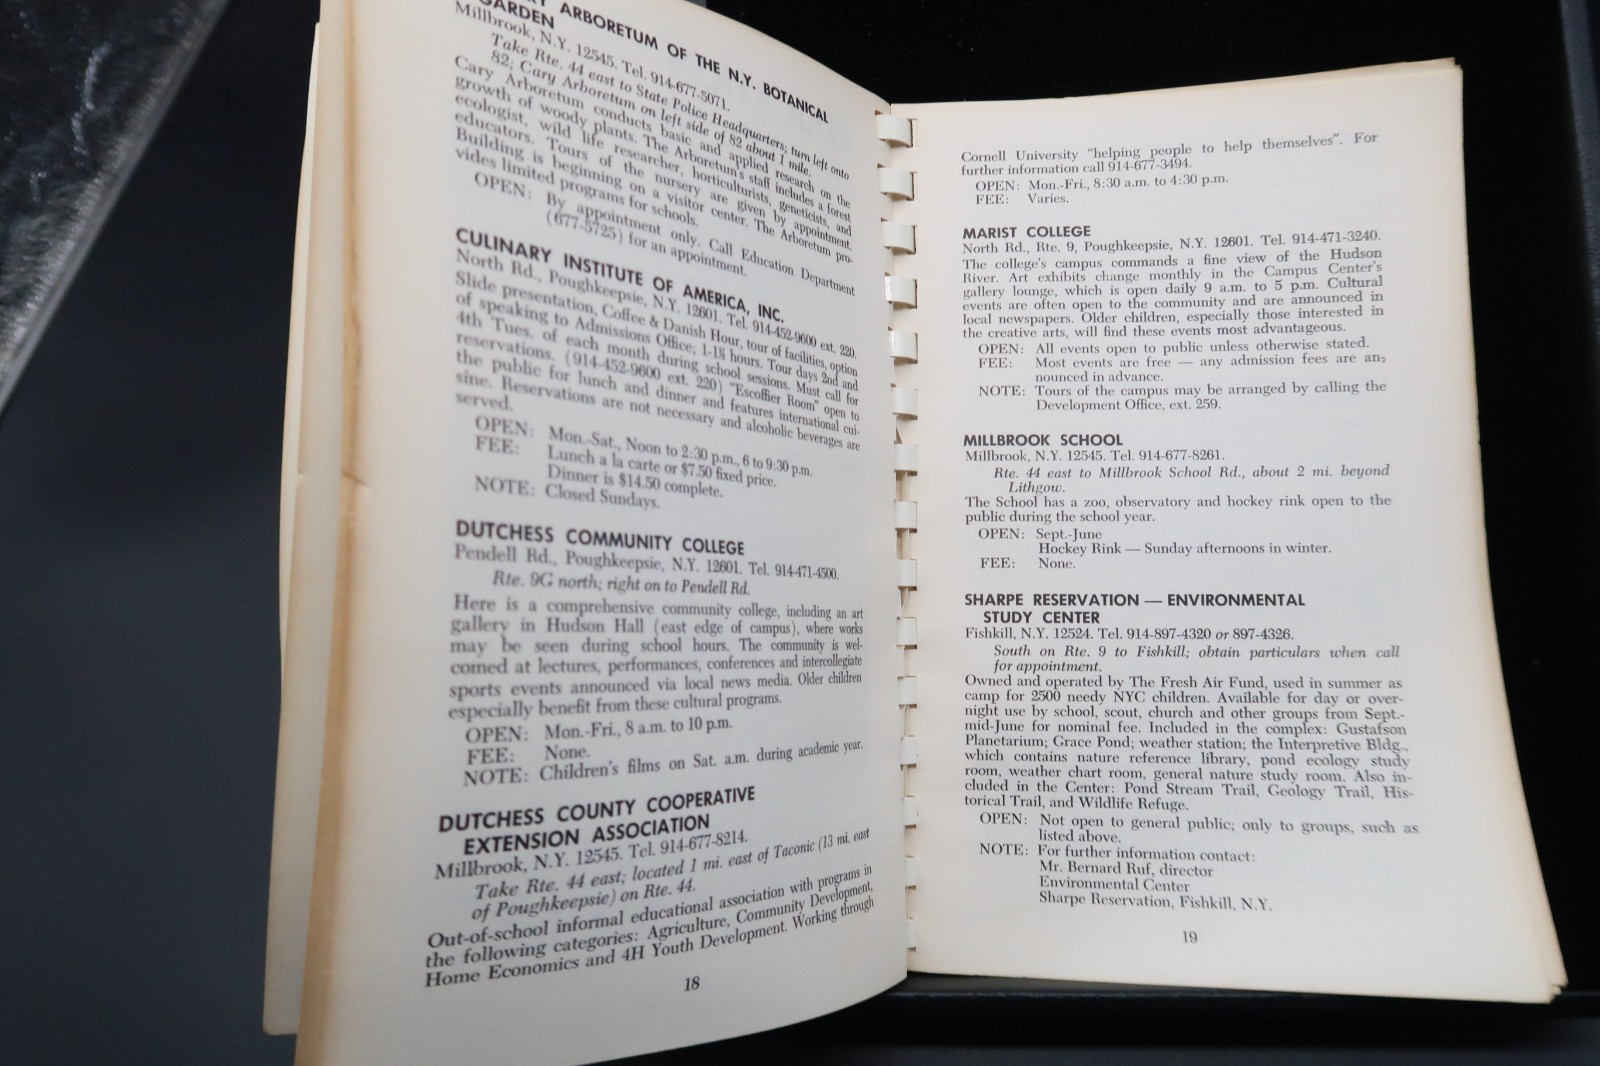 ARBORETUM OF THE N.Y. BOTANICAL
GARDEN
Millbrook, N.Y. 12545. Tel. 914-677-5071.
Take Rte. 44 east to State Police Headquarters; turn left onto
82; Cary Arboretum on left side of 82 about 1 mile.
Cary Arboretum conducts basic and applied research on the
growth of woody plants. The Arboretum's staff includes a forest
ecologist, wild life researcher, horticulturists, geneticists, and
educators. Tours of the nursery are given by appointment.
Building is beginning on a visitor center. The Arboretum pro-
vides limited programs for schools.
OPEN: By appointment only. Call Education Department
(677-5725) for an appointment.
CULINARY INSTITUTE OF AMERICA, INC.
North Rd., Poughkeepsie, N.Y. 12601. Tel. 914-452-9600 ext. 220.
Slide presentation, Coffee & Danish Hour, tour of facilities, option
of speaking to Admissions Office; 1-1½ hours. Tour days 2nd and
4th Tues. of each month during school sessions. Must call for
reservations. (914-452-9600 ext. 220) "Escoffier Room" open to
the public for lunch and dinner and features international cui-
sine. Reservations are not necessary and alcoholic beverages are
served.
OPEN: Mon.-Sat., Noon to 2:30 p.m., 6 to 9:30 p.m.
FEE: Lunch a la carte or $7.50 fixed price.
Dinner is $14.50 complete.
NOTE: Closed Sundays.
DUTCHESS COMMUNITY COLLEGE
Pendell Rd., Poughkeepsie, N.Y. 12601. Tel. 914-471-4500.
Rte. 9G north; right on to Pendell Rd.
Here is a comprehensive community college, including an art
gallery in Hudson Hall (east edge of campus), where works
may be seen during school hours. The community is wel-
comed at lectures, performances, conferences and intercollegiate
sports events announced via local news media. Older children
especially benefit from these cultural programs.
OPEN: Mon.-Fri., 8 a.m. to 10 p.m.
FEE: None.
NOTE: Children's films on Sat. a.m. during academic year.
DUTCHESS COUNTY COOPERATIVE
EXTENSION ASSOCIATION
Millbrook, N.Y. 12545. Tel. 914-677-8214.
Take Rte. 44 east; located 1 mi. east of Taconic (13 mi. east
of Poughkeepsie) on Rte. 44.
Out-of-school informal educational association with programs in
the following categories: Agriculture, Community Development,
Home Economics and 4H Youth Development. Working through
18
Cornell University "helping people to help themselves". For
further information call 914-677-3494.
OPEN: Mon.-Fri., 8:30 a.m. to 4:30 p.m.
FEE: Varies.
MARIST COLLEGE
North Rd., Rte. 9, Poughkeepsie, N.Y. 12601. Tel. 914-471-3240.
The college's campus commands a fine view of the Hudson
River. Art exhibits change monthly in the Campus Center's
gallery lounge, which is open daily 9 a.m. to 5 p.m. Cultural
events are often open to the community and are announced in
local newspapers. Older children, especially those interested in
the creative arts, will find these events most advantageous.
OPEN: All events open to public unless otherwise stated.
FEE: Most events are free — any admission fees are an-
nounced in advance.
NOTE: Tours of the campus may be arranged by calling the
Development Office, ext. 259.
MILLBROOK SCHOOL
Millbrook, N.Y. 12545. Tel. 914-677-8261.
Rte. 44 east to Millbrook School Rd., about 2 mi. beyond
Lithgow.
The School has a zoo, observatory and hockey rink open to the
public during the school year.
OPEN: Sept.-June
Hockey Rink — Sunday afternoons in winter.
FEE: None.
SHARPE RESERVATION — ENVIRONMENTAL
STUDY CENTER
Fishkill, N.Y. 12524. Tel. 914-897-4320 or 897-4326.
South on Rte. 9 to Fishkill; obtain particulars when call
for appointment.
Owned and operated by The Fresh Air Fund, used in summer as
camp for 2500 needy NYC children. Available for day or over-
night use by school, scout, church and other groups from Sept.-
mid-June for nominal fee. Included in the complex: Gustafson
Planetarium; Grace Pond; weather station; the Interpretive Bldg.,
which contains nature reference library, pond ecology study
room, weather chart room, general nature study room. Also in-
cluded in the Center: Pond Stream Trail, Geology Trail, His-
torical Trail, and Wildlife Refuge.
OPEN: Not open to general public; only to groups, such as
listed above.
NOTE: For further information contact:
Mr. Bernard Ruf, director
Environmental Center
Sharpe Reservation, Fishkill, N.Y.
19